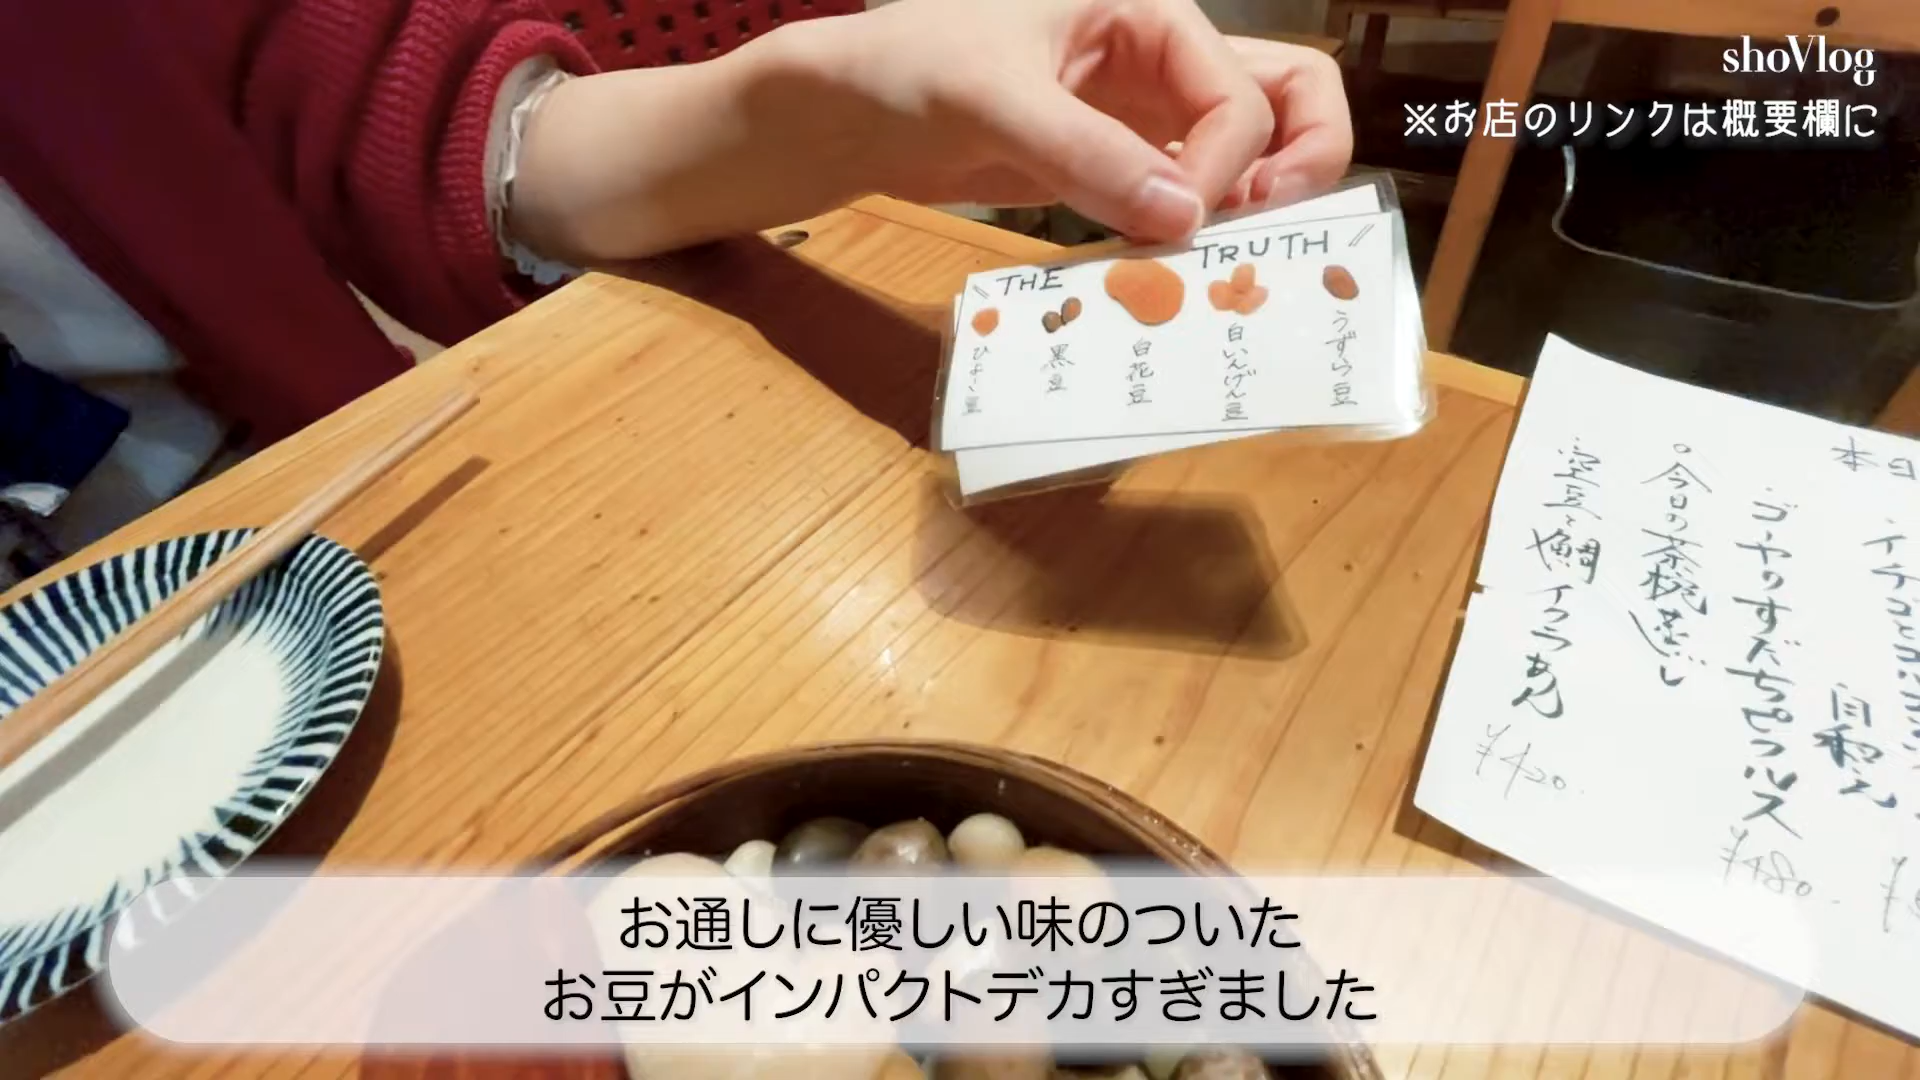 shoVlog
※お店のリンクは概要欄に
THE TRUTH
ひよこ豆
黒豆
白花豆
白いんげん豆
うずら豆
本日
ゴーヤのすだちピクルス
¥480
○今日の茶碗蒸し
空豆と鯛イクラあん
¥420
お通しに優しい味のついた
お豆がインパクトデカすぎました